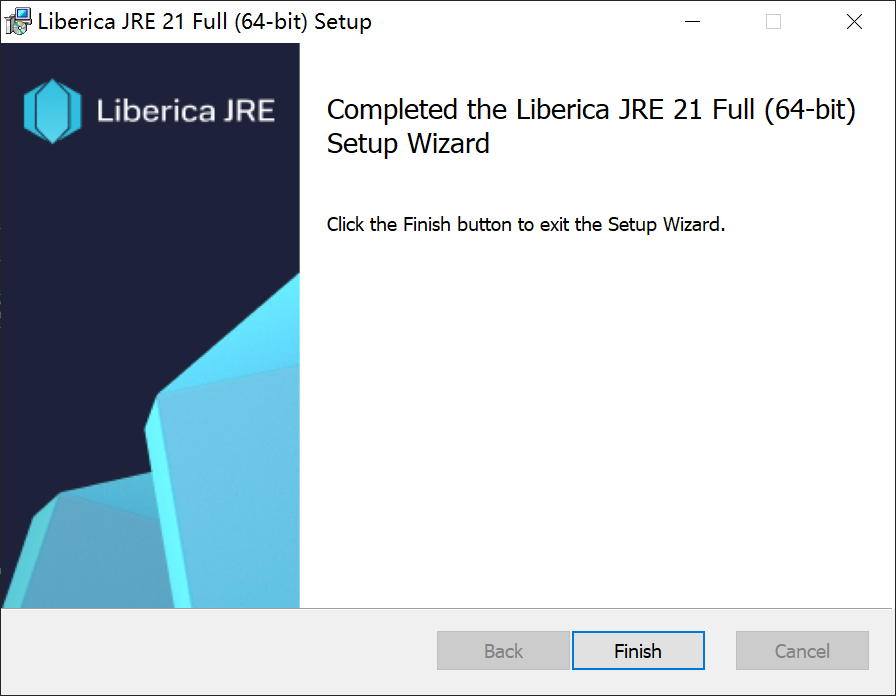 Liberica JRE 21 Full (64-bit) Setup
Liberica JRE
Completed the Liberica JRE 21 Full (64-bit)
Setup Wizard
Click the Finish button to exit the Setup Wizard.
Back
Finish
Cancel